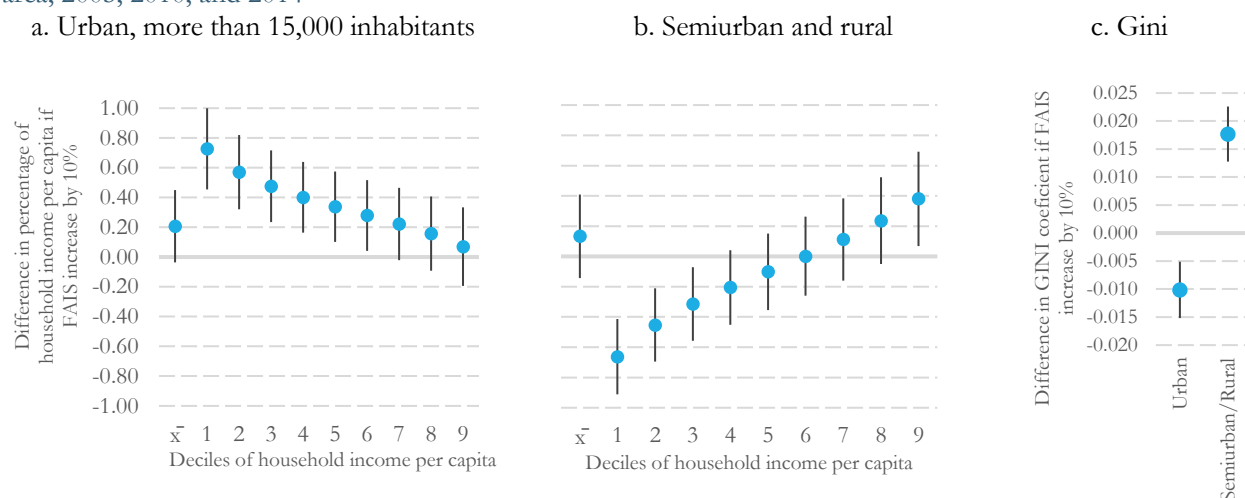 area, 2005, 2010, and 2014
a. Urban, more than 15,000 inhabitants
b. Semiurban and rural
c. Gini
Difference in percentage of
household income per capita if
FAIS increase by 10%
1.00
0.80
0.60
0.40
0.20
0.00
-0.20
-0.40
-0.60
-0.80
-1.00
x̄ 1 2 3 4 5 6 7 8 9
Deciles of household income per capita
x̄ 1 2 3 4 5 6 7 8 9
Deciles of household income per capita
Difference in GINI coeficient if FAIS
increase by 10%
0.025
0.020
0.015
0.010
0.005
0.000
-0.005
-0.010
-0.015
-0.020
Urban
Semiurban/Rural